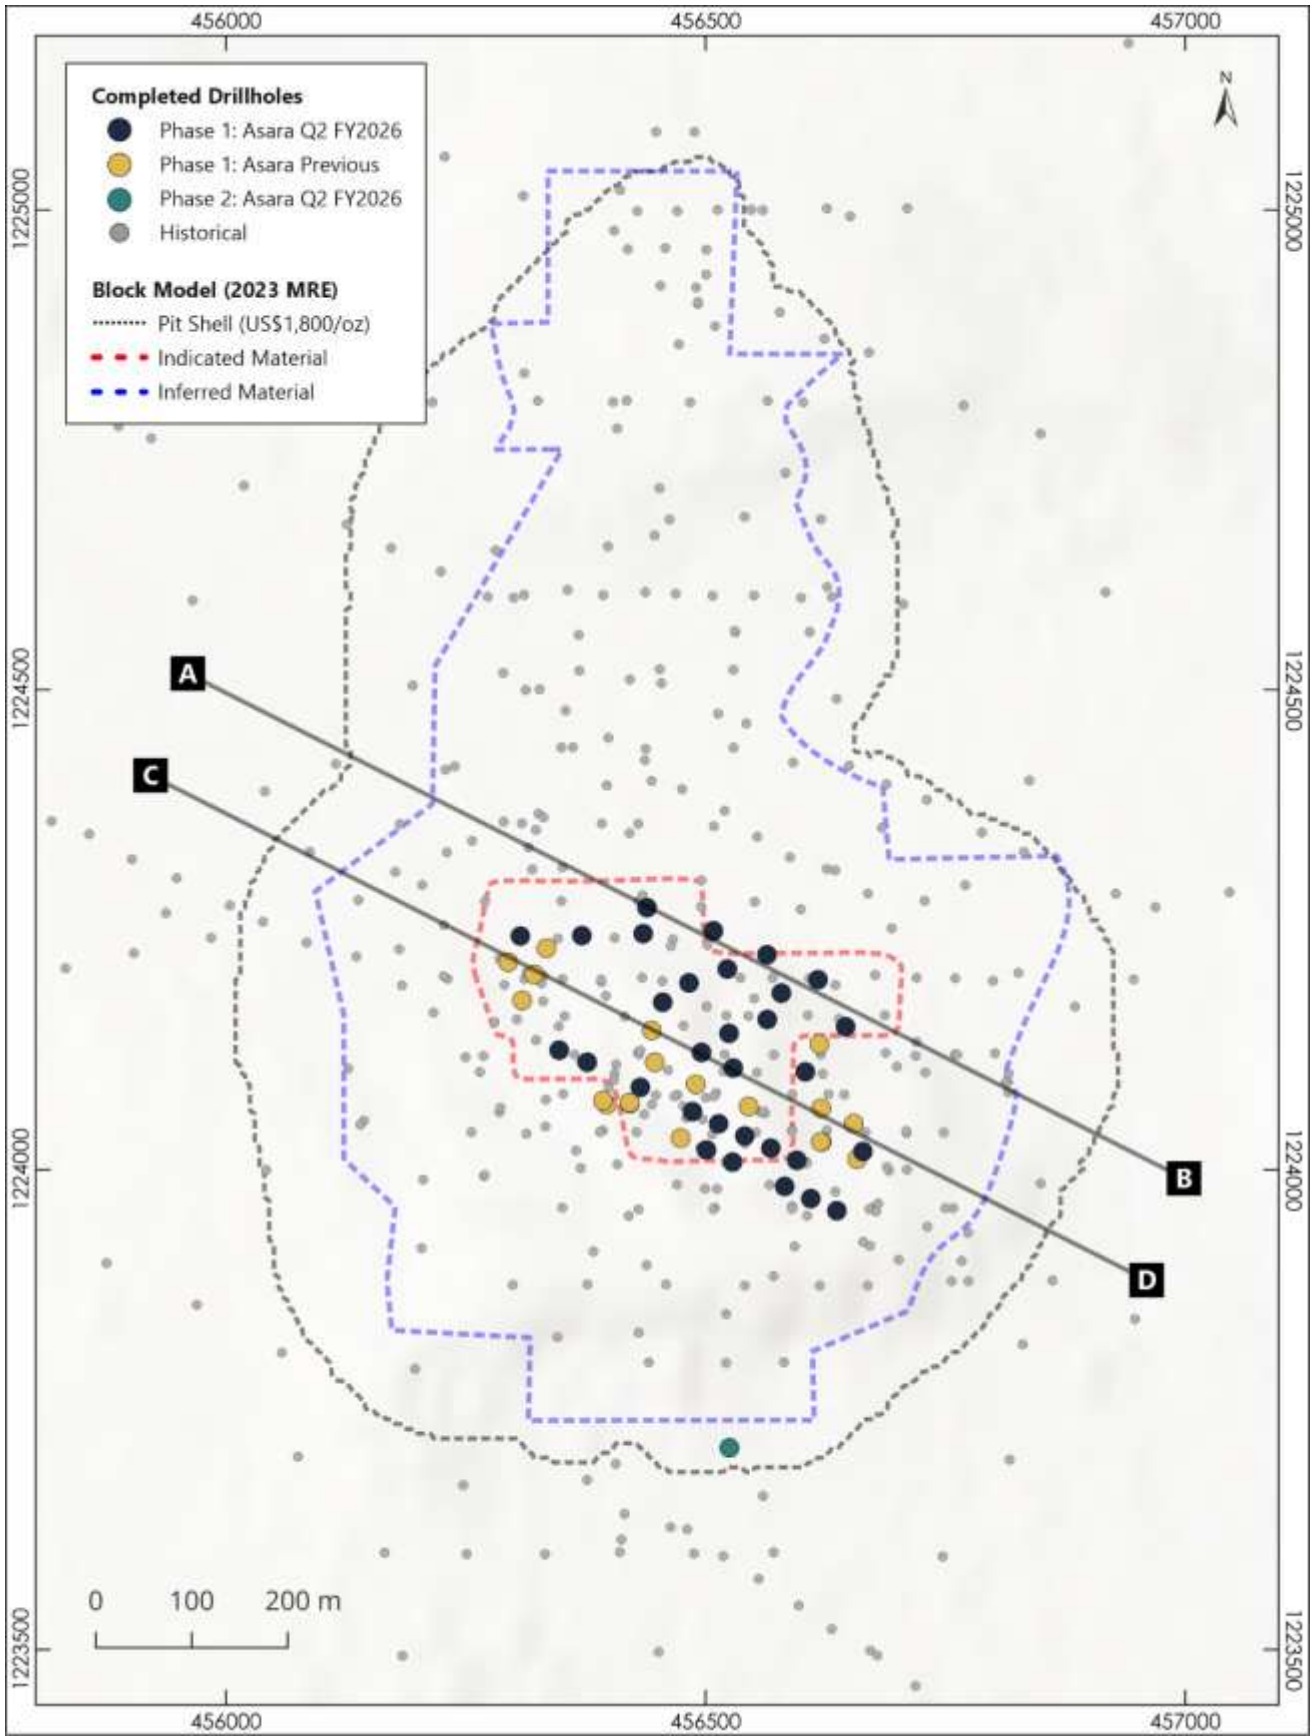 456000 456500 457000
Completed Drillholes
Phase 1: Asara Q2 FY2026
Phase 1: Asara Previous
Phase 2: Asara Q2 FY2026
Historical
Block Model (2023 MRE)
Pit Shell (US$1,800/oz)
Indicated Material
Inferred Material
N
1225000 1225000
A
1224500 1224500
C
1224000 1224000
B
D
0 100 200 m
1223500 1223500
456000 456500 457000